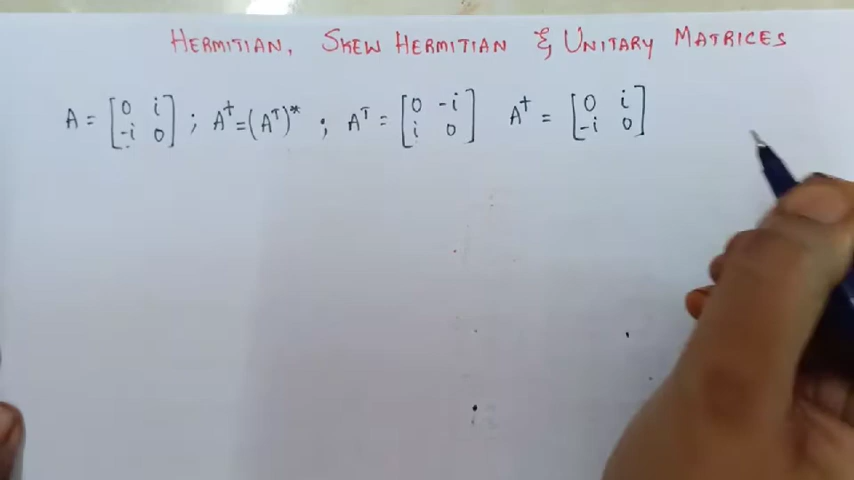 HERMITIAN, SKEW HERMITIAN & UNITARY MATRICES
A = [0 i; -i 0] ; A† = (Aᵀ)* ; Aᵀ = [0 -i; i 0] A† = [0 i; -i 0]